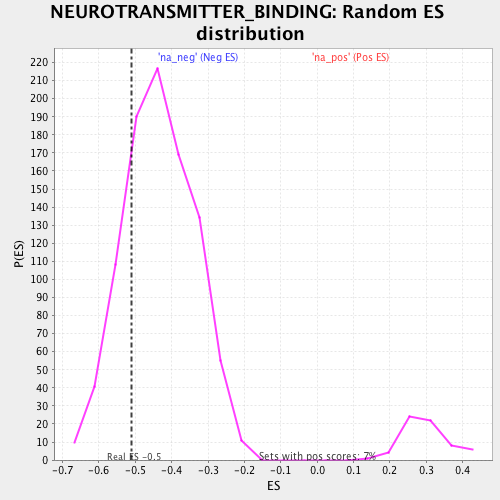 NEUROTRANSMITTER_BINDING: Random ES
distribution
'na_neg' (Neg ES)
'na_pos' (Pos ES)
P(ES)
220
210
200
190
180
170
160
150
140
130
120
110
100
90
80
70
60
50
40
30
20
10
0
Real ES -0.5
Sets with pos scores: 7%
-0.7 -0.6 -0.5 -0.4 -0.3 -0.2 -0.1 0.0 0.1 0.2 0.3 0.4
ES